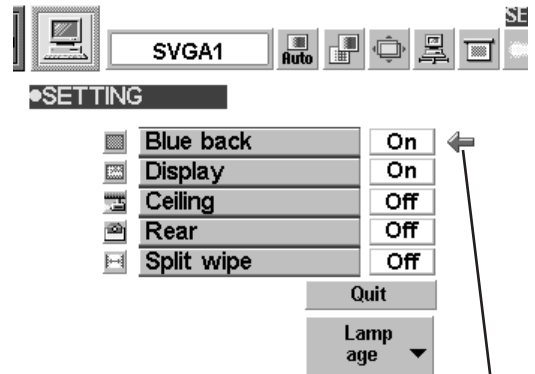 SE
SVGA1
Auto
SETTING
Blue back On
Display On
Ceiling Off
Rear Off
Split wipe Off
Quit
Lamp
age